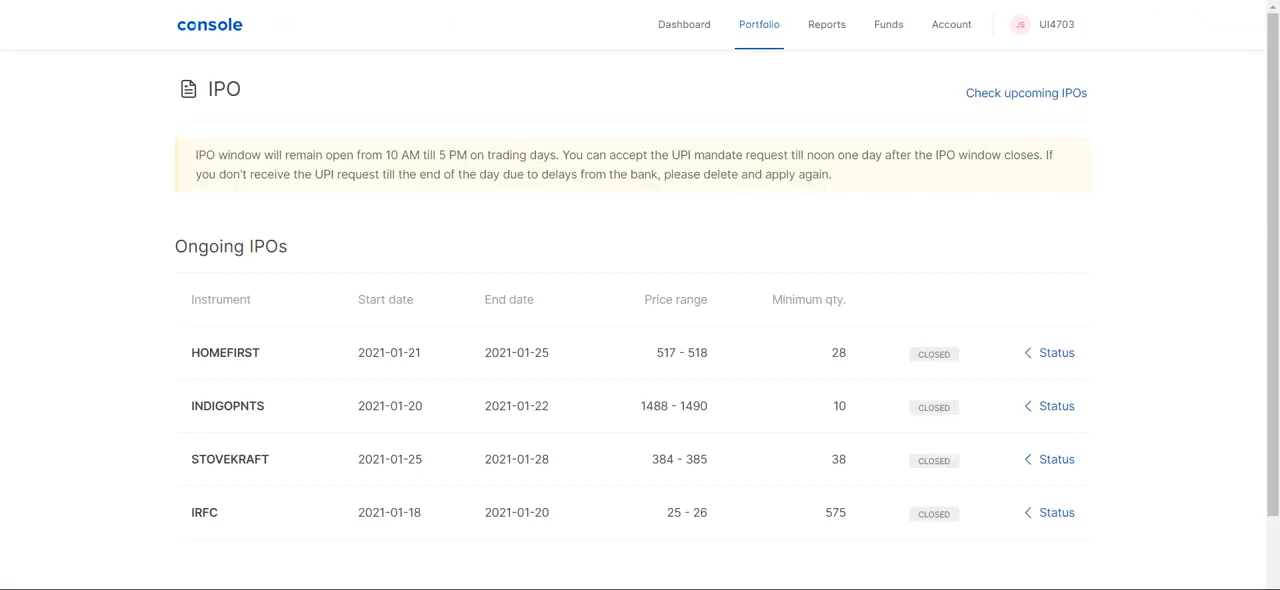 console Dashboard Portfolio Reports Funds Account JS UI4703
IPO
Check upcoming IPOs
IPO window will remain open from 10 AM till 5 PM on trading days. You can accept the UPI mandate request till noon one day after the IPO window closes. If
you don't receive the UPI request till the end of the day due to delays from the bank, please delete and apply again.
Ongoing IPOs
Instrument Start date End date Price range Minimum qty.
HOMEFIRST 2021-01-21 2021-01-25 517 - 518 28 CLOSED Status
INDIGOPNTS 2021-01-20 2021-01-22 1488 - 1490 10 CLOSED Status
STOVEKRAFT 2021-01-25 2021-01-28 384 - 385 38 CLOSED Status
IRFC 2021-01-18 2021-01-20 25 - 26 575 CLOSED Status